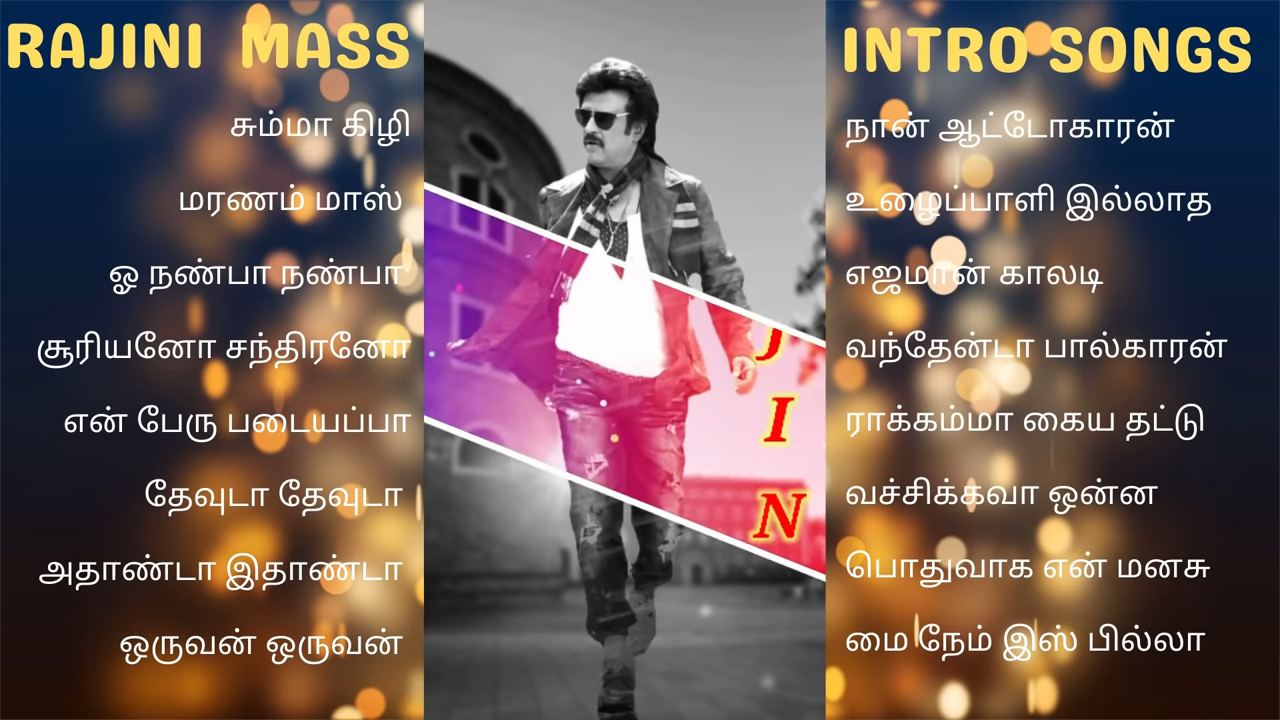 RAJINI MASS
சும்மா கிழி
மரணம் மாஸ்
ஓ நண்பா நண்பா
சூரியனோ சந்திரனோ
என் பேரு படையப்பா
தேவுடா தேவுடா
அதாண்டா இதாண்டா
ஒருவன் ஒருவன்
J
I
N
INTRO SONGS
நான் ஆட்டோகாரன்
உழைப்பாளி இல்லாத
எஜமான் காலடி
வந்தேன்டா பால்காரன்
ராக்கம்மா கைய தட்டு
வச்சிக்கவா ஒன்ன
பொதுவாக என் மனசு
மை நேம் இஸ் பில்லா